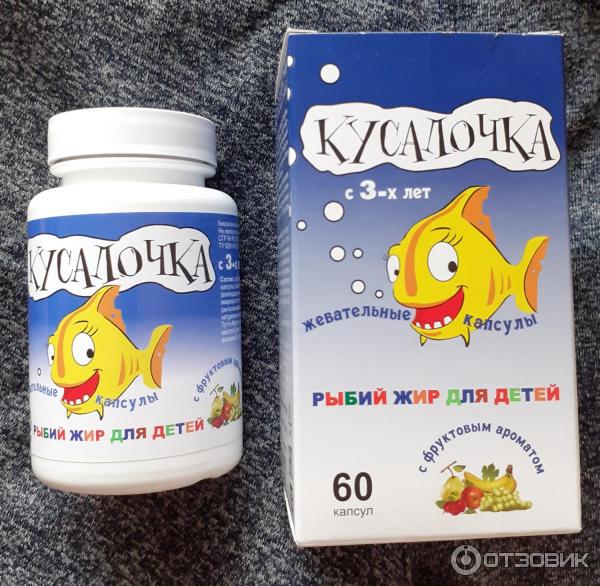 КУСАЛОЧКА
с 3-х
капсулы
РЫБИЙ ЖИР ДЛЯ ДЕТЕЙ
с фруктовым
КУСАЛОЧКА
с 3-х лет
жевательные капсулы
РЫБИЙ ЖИР ДЛЯ ДЕТЕЙ
с фруктовым ароматом
60
капсул
ОТЗОВИК